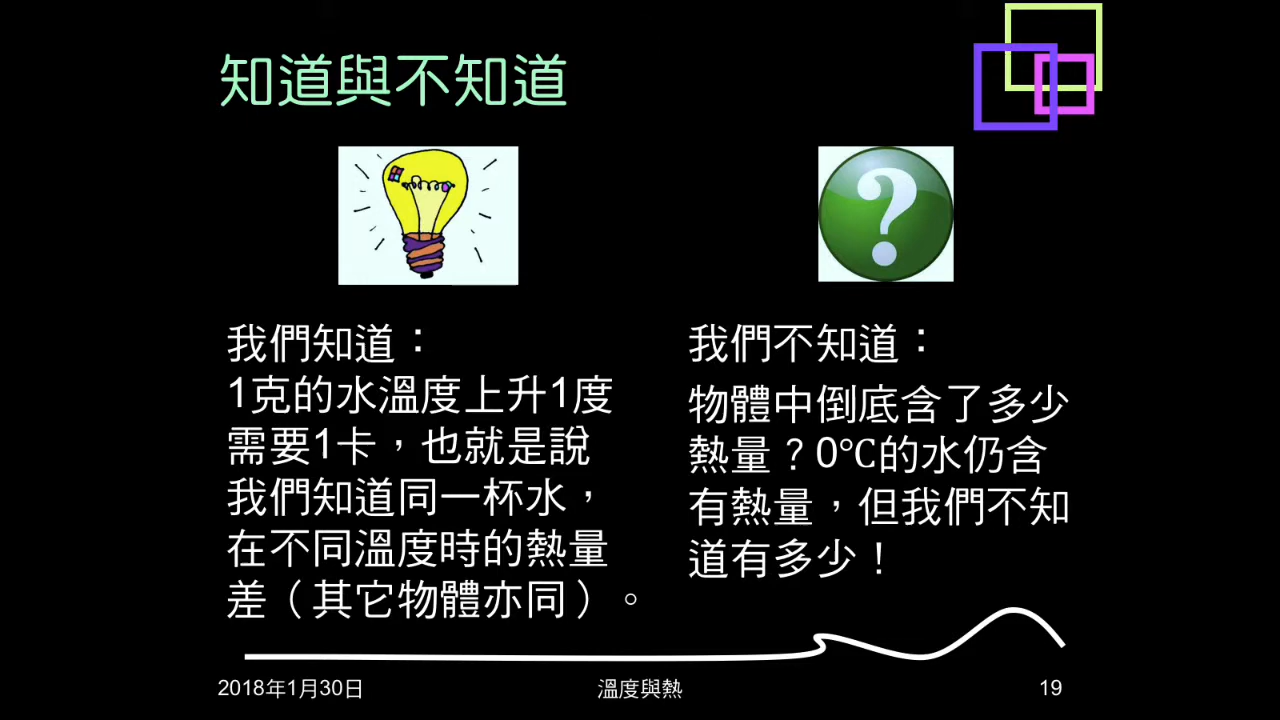 知道與不知道
我們知道：
1克的水溫度上升1度
需要1卡，也就是說
我們知道同一杯水，
在不同溫度時的熱量
差（其它物體亦同）。
我們不知道：
物體中倒底含了多少
熱量？0℃的水仍含
有熱量，但我們不知
道有多少！
2018年1月30日
溫度與熱
19